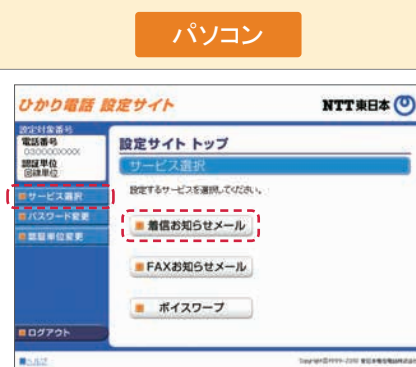 パソコン
ひかり電話 設定サイト
NTT東日本
設定対象番号
電話番号
認証単位
回線単位
サービス選択
パスワード変更
認証単位変更
ログアウト
ヘルプ
設定サイト トップ
サービス選択
設定するサービスを選択してください。
着信お知らせメール
FAXお知らせメール
ボイスワープ